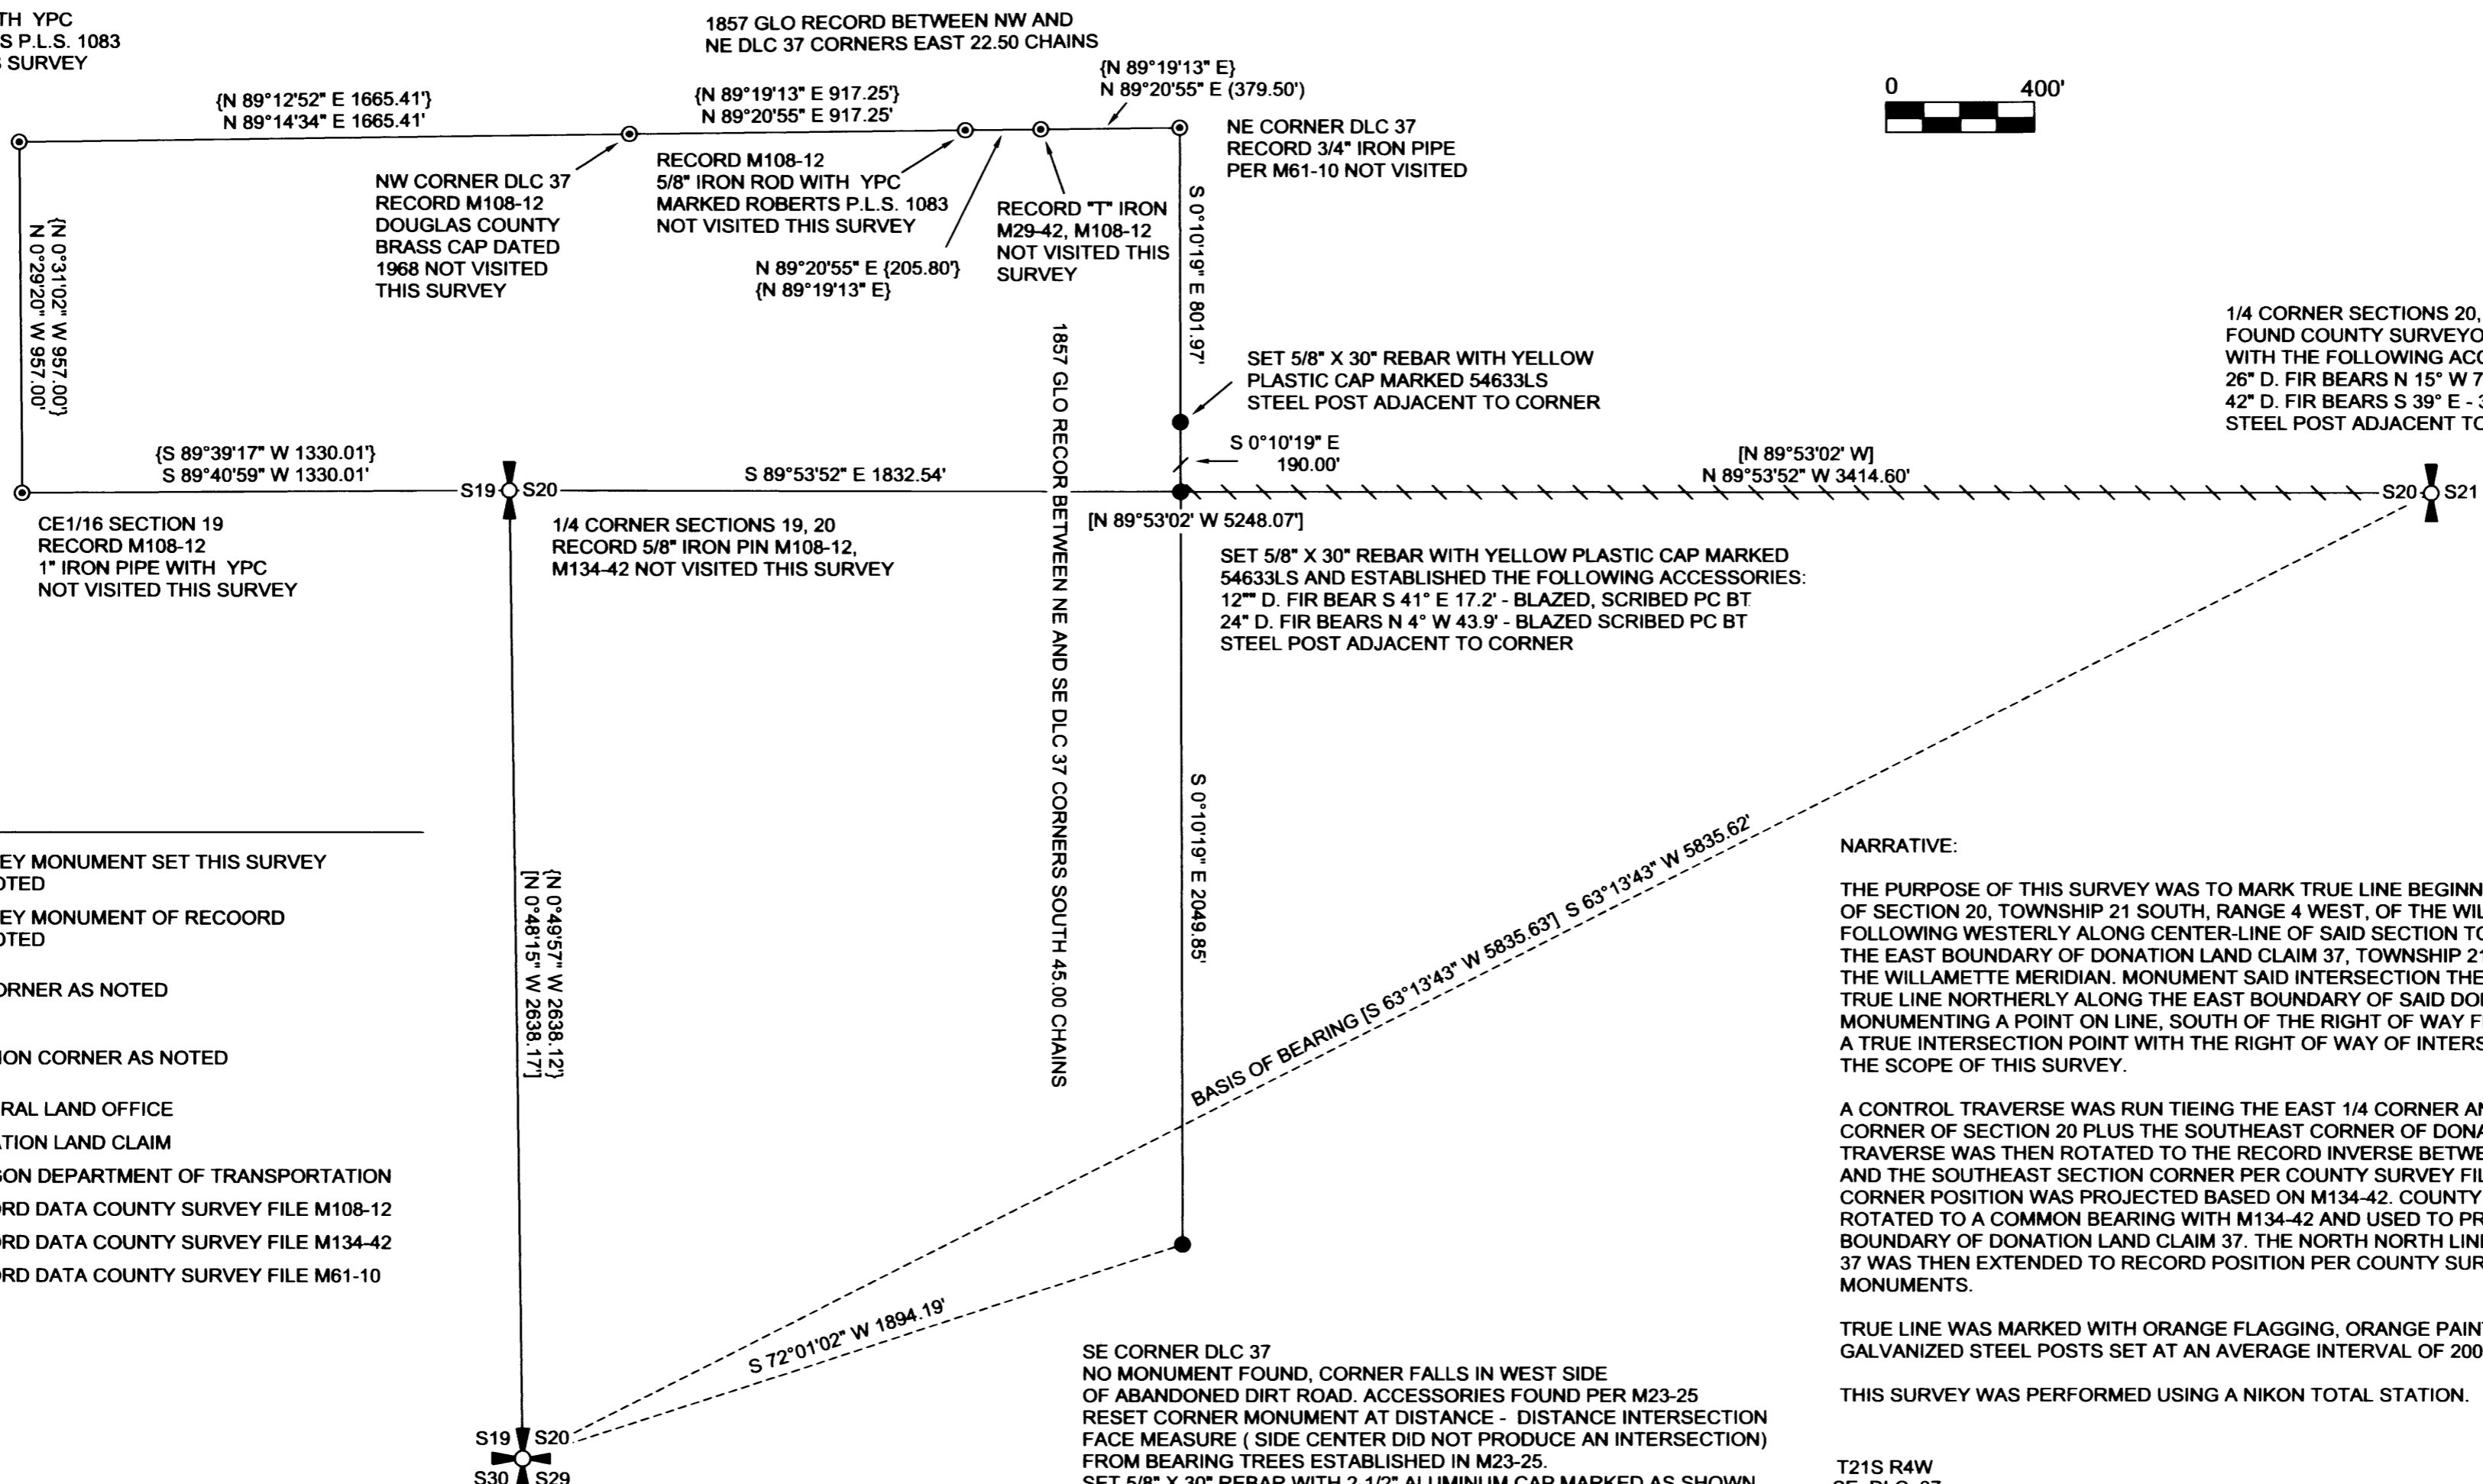 TH YPC
S P.L.S. 1083
S SURVEY
1857 GLO RECORD BETWEEN NW AND
NE DLC 37 CORNERS EAST 22.50 CHAINS
{N 89°12'52" E 1665.41'}
N 89°14'34" E 1665.41'
{N 89°19'13" E 917.25'}
N 89°20'55" E 917.25'
{N 89°19'13" E}
N 89°20'55" E (379.50')
0 400'
NE CORNER DLC 37
RECORD 3/4" IRON PIPE
PER M61-10 NOT VISITED
NW CORNER DLC 37
RECORD M108-12
DOUGLAS COUNTY
BRASS CAP DATED
1968 NOT VISITED
THIS SURVEY
RECORD M108-12
5/8" IRON ROD WITH YPC
MARKED ROBERTS P.L.S. 1083
NOT VISITED THIS SURVEY
RECORD "T" IRON
M29-42, M108-12
NOT VISITED THIS
SURVEY
N 89°20'55" E {205.80'}
{N 89°19'13" E}
{N 0°31'02" W 957.00'}
N 0°29'20" W 957.00'
S 0°10'19" E 801.97'
1/4 CORNER SECTIONS 20,
FOUND COUNTY SURVEYO
WITH THE FOLLOWING ACC
26" D. FIR BEARS N 15° W 7
42" D. FIR BEARS S 39° E - 3
STEEL POST ADJACENT TO
SET 5/8" X 30" REBAR WITH YELLOW
PLASTIC CAP MARKED 54633LS
STEEL POST ADJACENT TO CORNER
S 0°10'19" E
190.00'
{S 89°39'17" W 1330.01'}
S 89°40'59" W 1330.01'
S19 S20
S 89°53'52" E 1832.54'
[N 89°53'02' W]
N 89°53'52" W 3414.60'
S20 S21
[N 89°53'02' W 5248.07']
CE1/16 SECTION 19
RECORD M108-12
1" IRON PIPE WITH YPC
NOT VISITED THIS SURVEY
1/4 CORNER SECTIONS 19, 20
RECORD 5/8" IRON PIN M108-12,
M134-42 NOT VISITED THIS SURVEY
SET 5/8" X 30" REBAR WITH YELLOW PLASTIC CAP MARKED
54633LS AND ESTABLISHED THE FOLLOWING ACCESSORIES:
12"" D. FIR BEAR S 41° E 17.2' - BLAZED, SCRIBED PC BT
24" D. FIR BEARS N 4° W 43.9' - BLAZED SCRIBED PC BT
STEEL POST ADJACENT TO CORNER
1857 GLO RECOR BETWEEN NE AND SE DLC 37 CORNERS SOUTH 45.00 CHAINS
S 0°10'19" E 2049.85'
{N 0°49'57" W 2638.12'}
[N 0°48'15" W 2638.17']
BASIS OF BEARING [S 63°13'43" W 5835.63'] S 63°13'43" W 5835.62'
S 72°01'02" W 1894.19'
EY MONUMENT SET THIS SURVEY
OTED
EY MONUMENT OF RECOORD
OTED
ORNER AS NOTED
ION CORNER AS NOTED
RAL LAND OFFICE
ATION LAND CLAIM
GON DEPARTMENT OF TRANSPORTATION
ORD DATA COUNTY SURVEY FILE M108-12
ORD DATA COUNTY SURVEY FILE M134-42
ORD DATA COUNTY SURVEY FILE M61-10
S19 S20
S30 S29
SE CORNER DLC 37
NO MONUMENT FOUND, CORNER FALLS IN WEST SIDE
OF ABANDONED DIRT ROAD. ACCESSORIES FOUND PER M23-25
RESET CORNER MONUMENT AT DISTANCE - DISTANCE INTERSECTION
FACE MEASURE ( SIDE CENTER DID NOT PRODUCE AN INTERSECTION)
FROM BEARING TREES ESTABLISHED IN M23-25.
SET 5/8" X 30" REBAR WITH 2 1/2" ALUMINUM CAP MARKED AS SHOWN
NARRATIVE:
THE PURPOSE OF THIS SURVEY WAS TO MARK TRUE LINE BEGINN
OF SECTION 20, TOWNSHIP 21 SOUTH, RANGE 4 WEST, OF THE WIL
FOLLOWING WESTERLY ALONG CENTER-LINE OF SAID SECTION TO
THE EAST BOUNDARY OF DONATION LAND CLAIM 37, TOWNSHIP 21
THE WILLAMETTE MERIDIAN. MONUMENT SAID INTERSECTION THE
TRUE LINE NORTHERLY ALONG THE EAST BOUNDARY OF SAID DO
MONUMENTING A POINT ON LINE, SOUTH OF THE RIGHT OF WAY F
A TRUE INTERSECTION POINT WITH THE RIGHT OF WAY OF INTERS
THE SCOPE OF THIS SURVEY.
A CONTROL TRAVERSE WAS RUN TIEING THE EAST 1/4 CORNER AN
CORNER OF SECTION 20 PLUS THE SOUTHEAST CORNER OF DONA
TRAVERSE WAS THEN ROTATED TO THE RECORD INVERSE BETWE
AND THE SOUTHEAST SECTION CORNER PER COUNTY SURVEY FIL
CORNER POSITION WAS PROJECTED BASED ON M134-42. COUNTY
ROTATED TO A COMMON BEARING WITH M134-42 AND USED TO PR
BOUNDARY OF DONATION LAND CLAIM 37. THE NORTH NORTH LINE
37 WAS THEN EXTENDED TO RECORD POSITION PER COUNTY SUR
MONUMENTS.
TRUE LINE WAS MARKED WITH ORANGE FLAGGING, ORANGE PAIN
GALVANIZED STEEL POSTS SET AT AN AVERAGE INTERVAL OF 200
THIS SURVEY WAS PERFORMED USING A NIKON TOTAL STATION.
T21S R4W